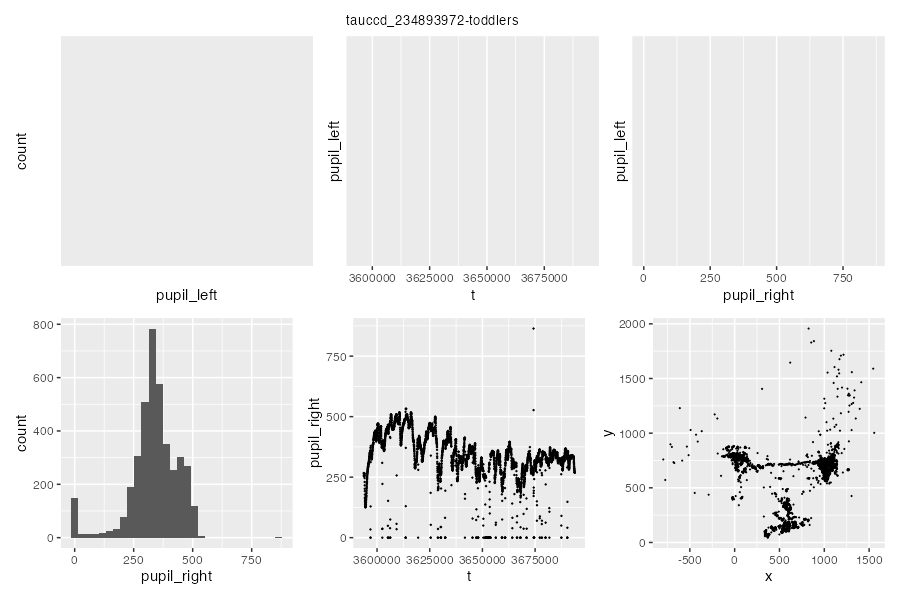 tauccd_234893972-toddlers
count
pupil_left
pupil_left
3600000 3625000 3650000 3675000
t
pupil_left
0 250 500 750
pupil_right
count
800
600
400
200
0
0 250 500 750
pupil_right
pupil_right
750
500
250
0
3600000 3625000 3650000 3675000
t
y
2000
1500
1000
500
0
-500 0 500 1000 1500
x